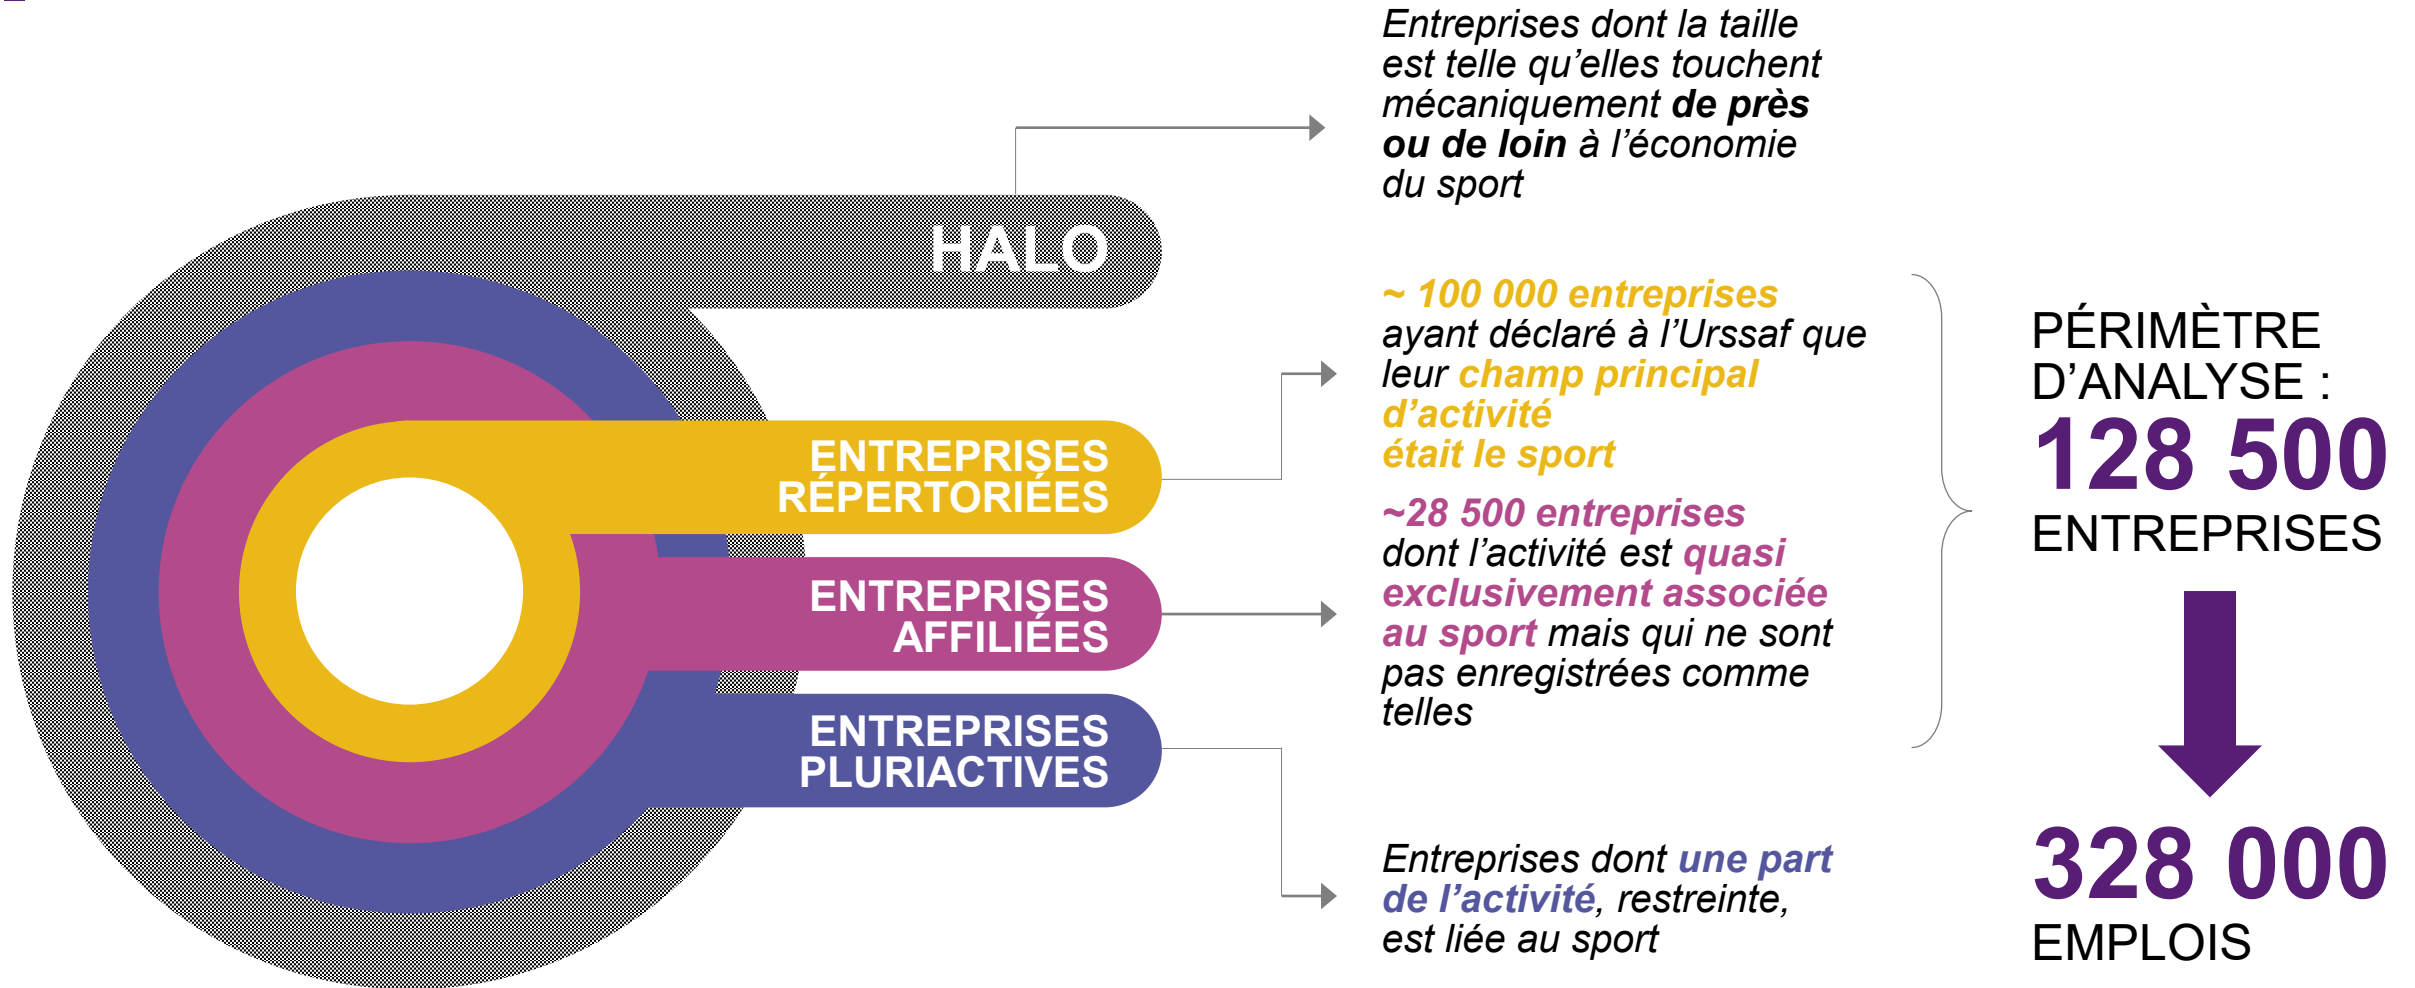 Entreprises dont la taille
est telle qu’elles touchent
mécaniquement de près
ou de loin à l’économie
du sport
HALO
~ 100 000 entreprises
ayant déclaré à l’Urssaf que
leur champ principal
d’activité
était le sport
ENTREPRISES
RÉPERTORIÉES
~28 500 entreprises
dont l’activité est quasi
exclusivement associée
au sport mais qui ne sont
pas enregistrées comme
telles
ENTREPRISES
AFFILIÉES
ENTREPRISES
PLURIACTIVES
Entreprises dont une part
de l’activité, restreinte,
est liée au sport
PÉRIMÈTRE
D’ANALYSE :
128 500
ENTREPRISES
328 000
EMPLOIS